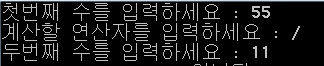 첫번째 수를 입력하세요 : 55
계산할 연산자를 입력하세요 : /
두번째 수를 입력하세요 : 11